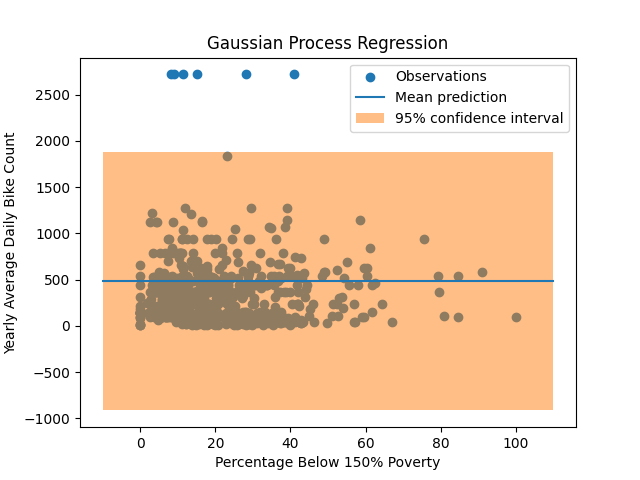 Gaussian Process Regression
Observations
Mean prediction
95% confidence interval
2500
2000
1500
1000
500
0
−500
−1000
Yearly Average Daily Bike Count
0 20 40 60 80 100
Percentage Below 150% Poverty